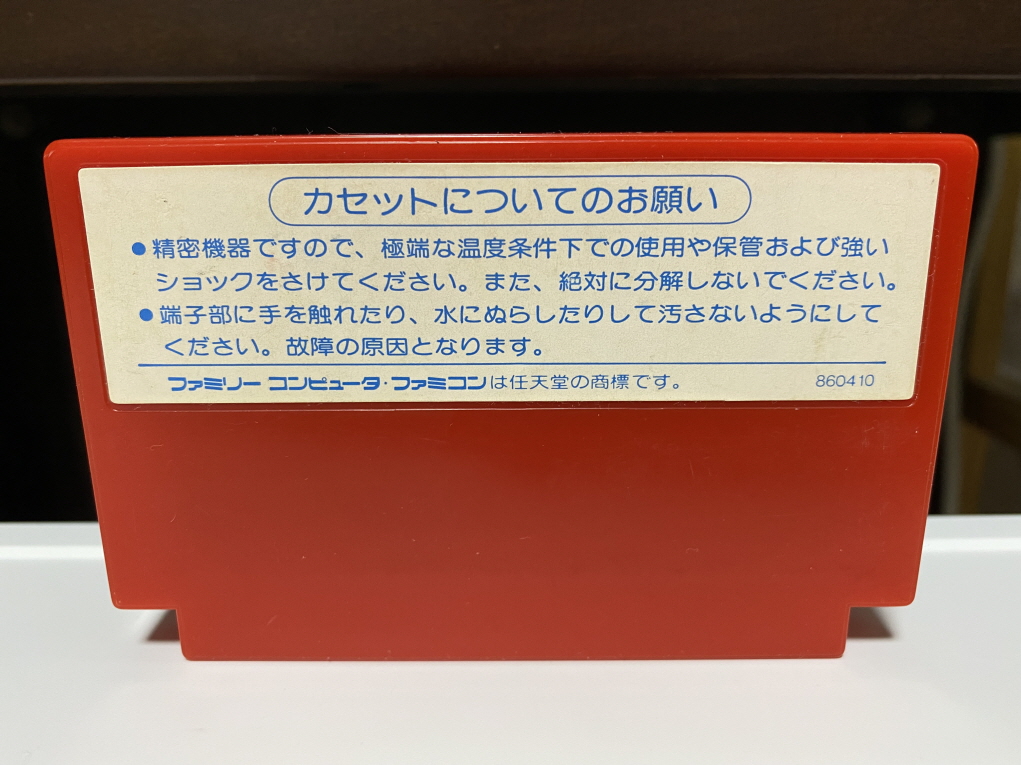 カセットについてのお願い
●精密機器ですので、極端な温度条件下での使用や保管および強い
ショックをさけてください。また、絶対に分解しないでください。
●端子部に手を触れたり、水にぬらしたりして汚さないようにして
ください。故障の原因となります。
ファミリー コンピュータ・ファミコンは任天堂の商標です。 860410